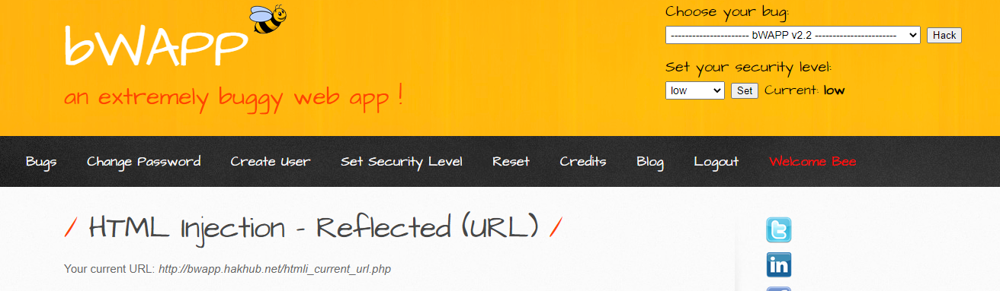 bWAPP
an extremely buggy web app !
Choose your bug:
---------------------- bWAPP v2.2 -----------------------
Hack
Set your security level:
low
Set
Current: low
Bugs
Change Password
Create User
Set Security Level
Reset
Credits
Blog
Logout
Welcome Bee
/ HTML Injection - Reflected (URL) /
Your current URL: http://bwapp.hakhub.net/htmli_current_url.php
t
in